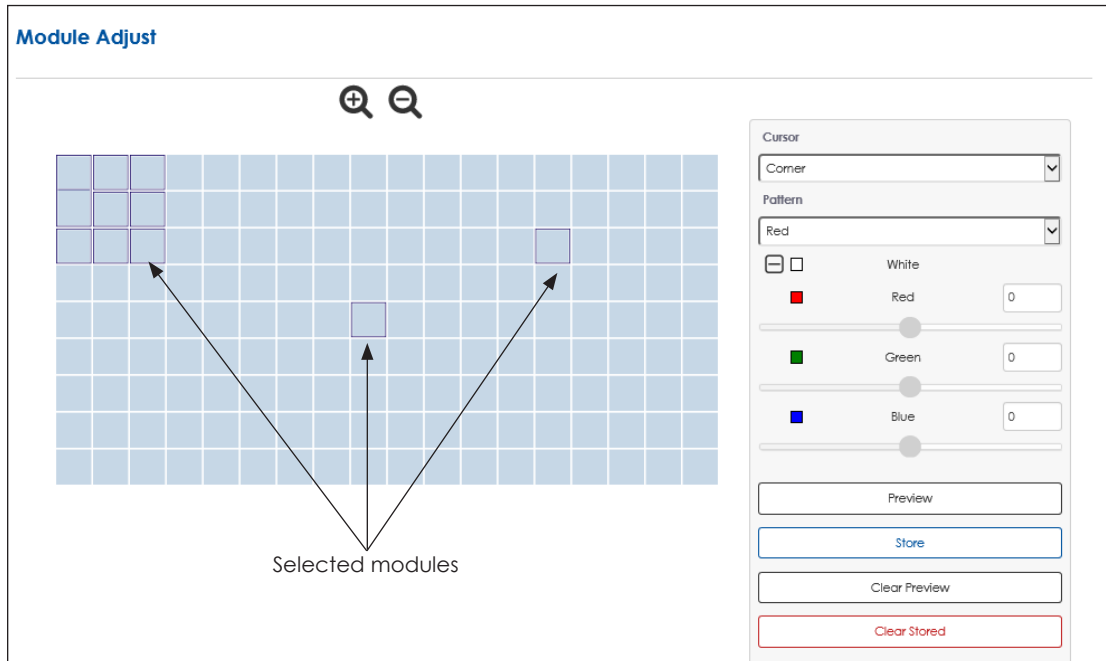 Module Adjust
Cursor
Corner
Pattern
Red
White
Red 0
Green 0
Blue 0
Preview
Store
Clear Preview
Clear Stored
Selected modules